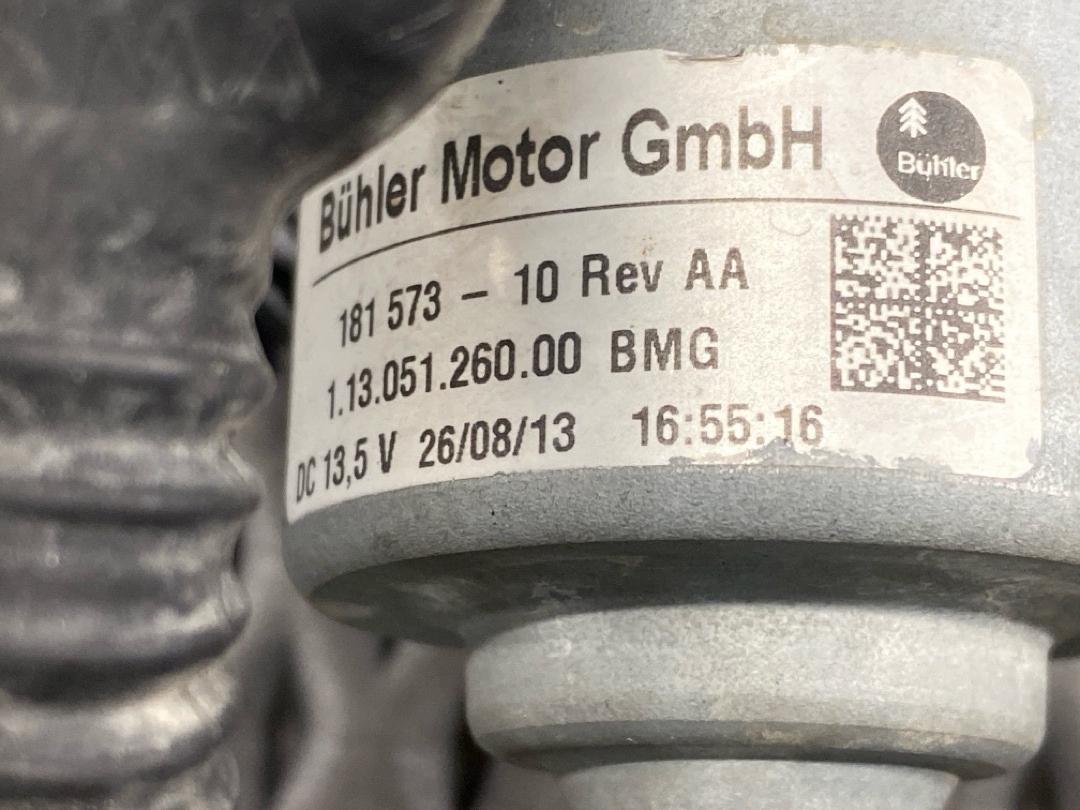 Bühler Motor GmbH
Bühler
181 573 – 10 Rev AA
1.13.051.260.00 BMG
DC 13,5 V 26/08/13 16:55:16